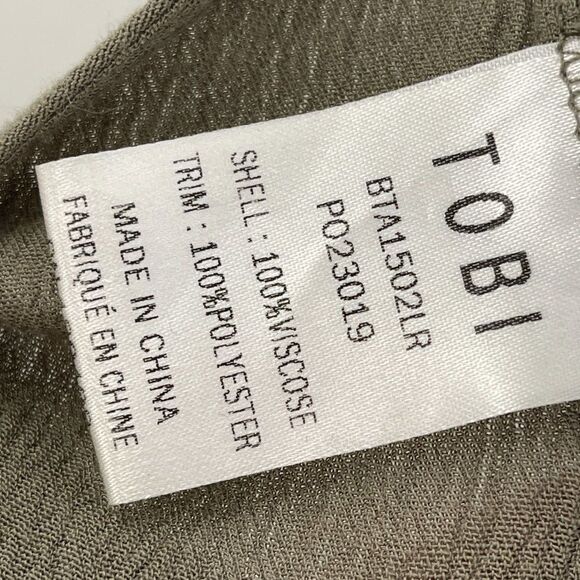 TOBI
BTA1502LR
PO23019
SHELL : 100%VISCOSE
TRIM : 100%POLYESTER
MADE IN CHINA
FABRIQUÉ EN CHINE